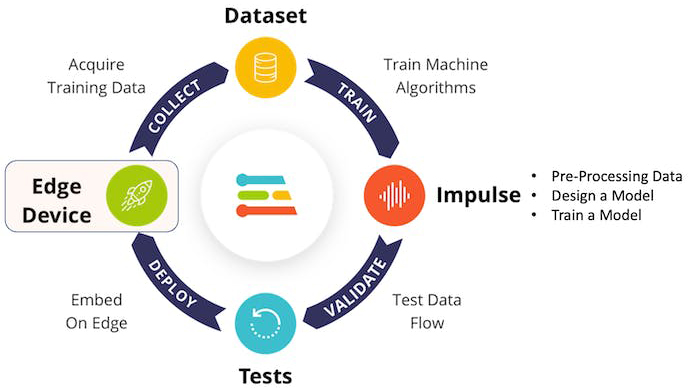 Dataset
Acquire
Training Data
COLLECT
TRAIN
Train Machine
Algorithms
Edge
Device
Impulse
• Pre-Processing Data
• Design a Model
• Train a Model
DEPLOY
VALIDATE
Embed
On Edge
Test Data
Flow
Tests